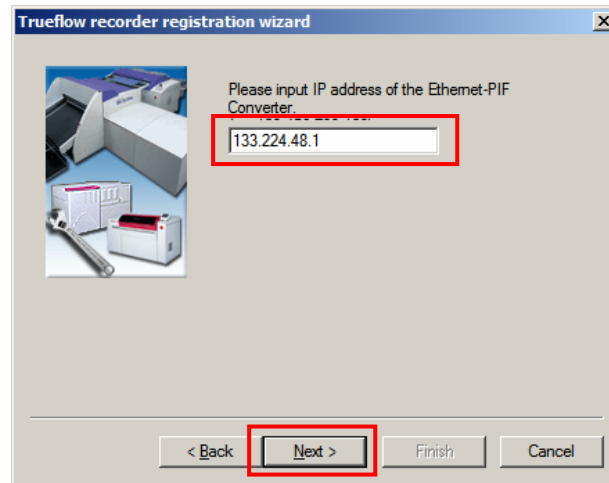 Trueflow recorder registration wizard
Please input IP address of the Ethernet-PIF
Converter.
133.224.48.1
< Back
Next >
Finish
Cancel